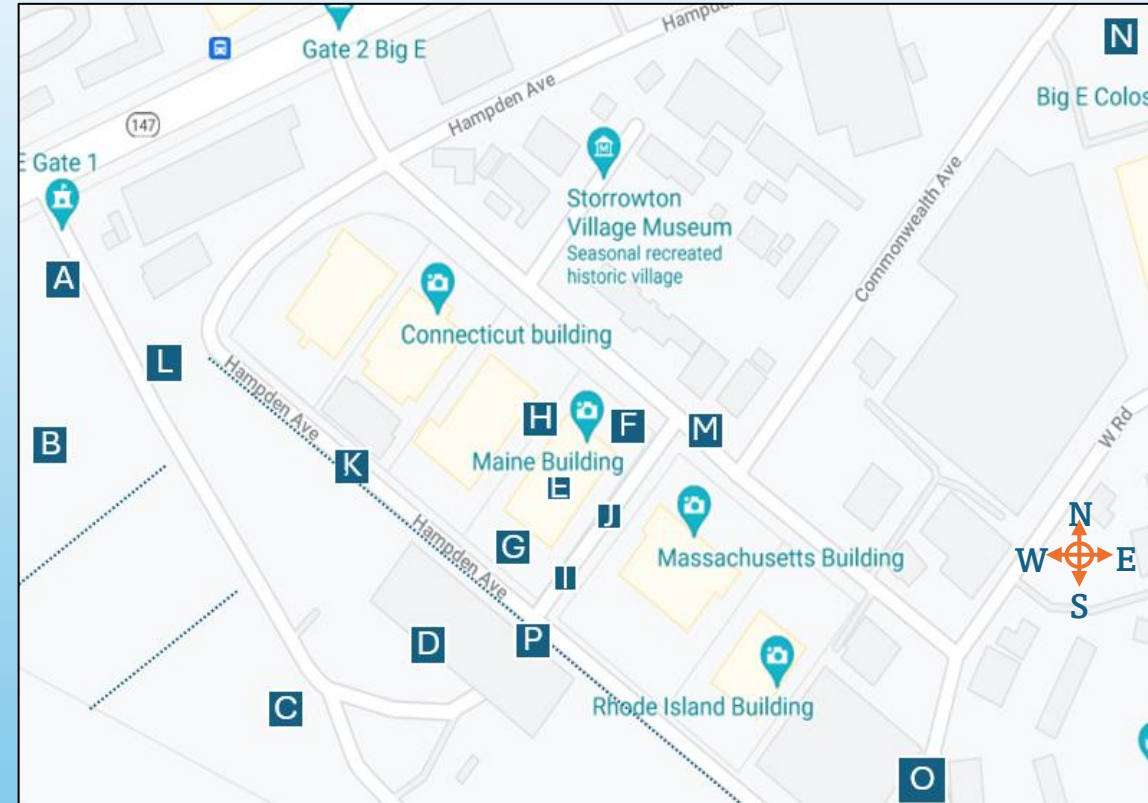 Hampden
N
Gate 2 Big E
Big E Colos
Hampden Ave
147
E Gate 1
Storrowton
Village Museum
Seasonal recreated
historic village
Commonwealth Ave
A
Connecticut building
L
Hampden Ave
H
F
M
B
K
Maine Building
W Rd
E
J
N
W
E
S
G
Hampden Ave
Massachusetts Building
I
D
P
C
Rhode Island Building
O